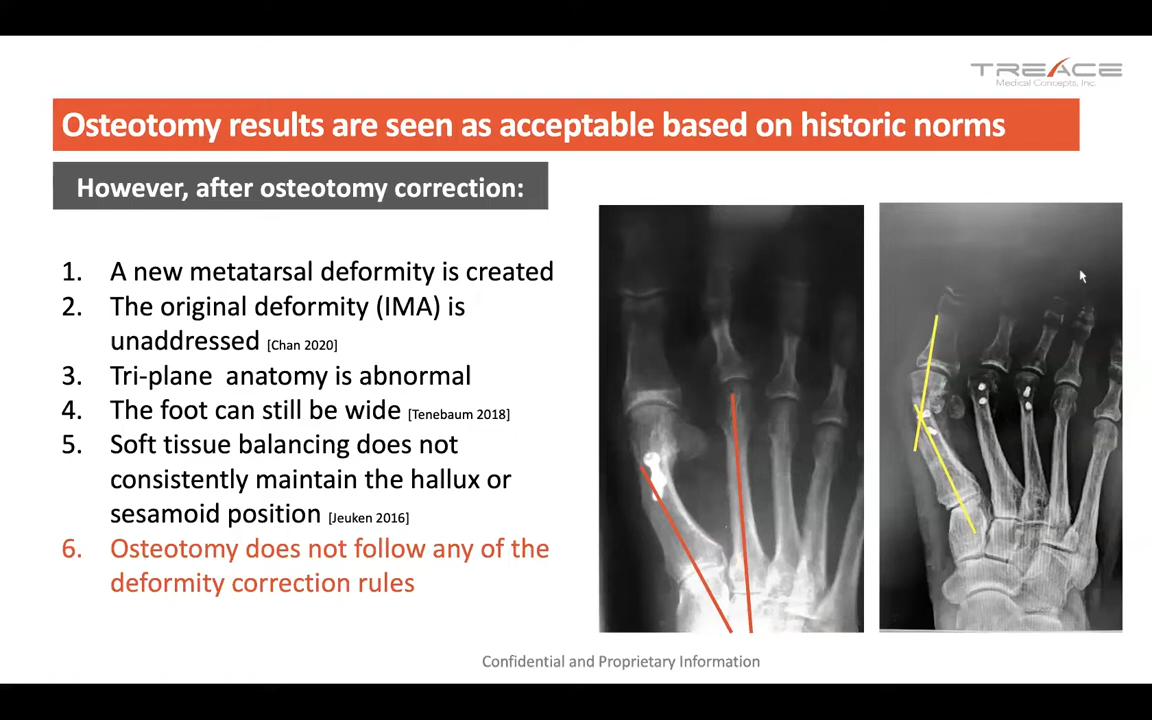 TREACE
Medical Concepts, Inc.
Osteotomy results are seen as acceptable based on historic norms
However, after osteotomy correction:
1. A new metatarsal deformity is created
2. The original deformity (IMA) is
unaddressed [Chan 2020]
3. Tri-plane anatomy is abnormal
4. The foot can still be wide [Tenebaum 2018]
5. Soft tissue balancing does not
consistently maintain the hallux or
sesamoid position [Jeuken 2016]
6. Osteotomy does not follow any of the
deformity correction rules
Confidential and Proprietary Information